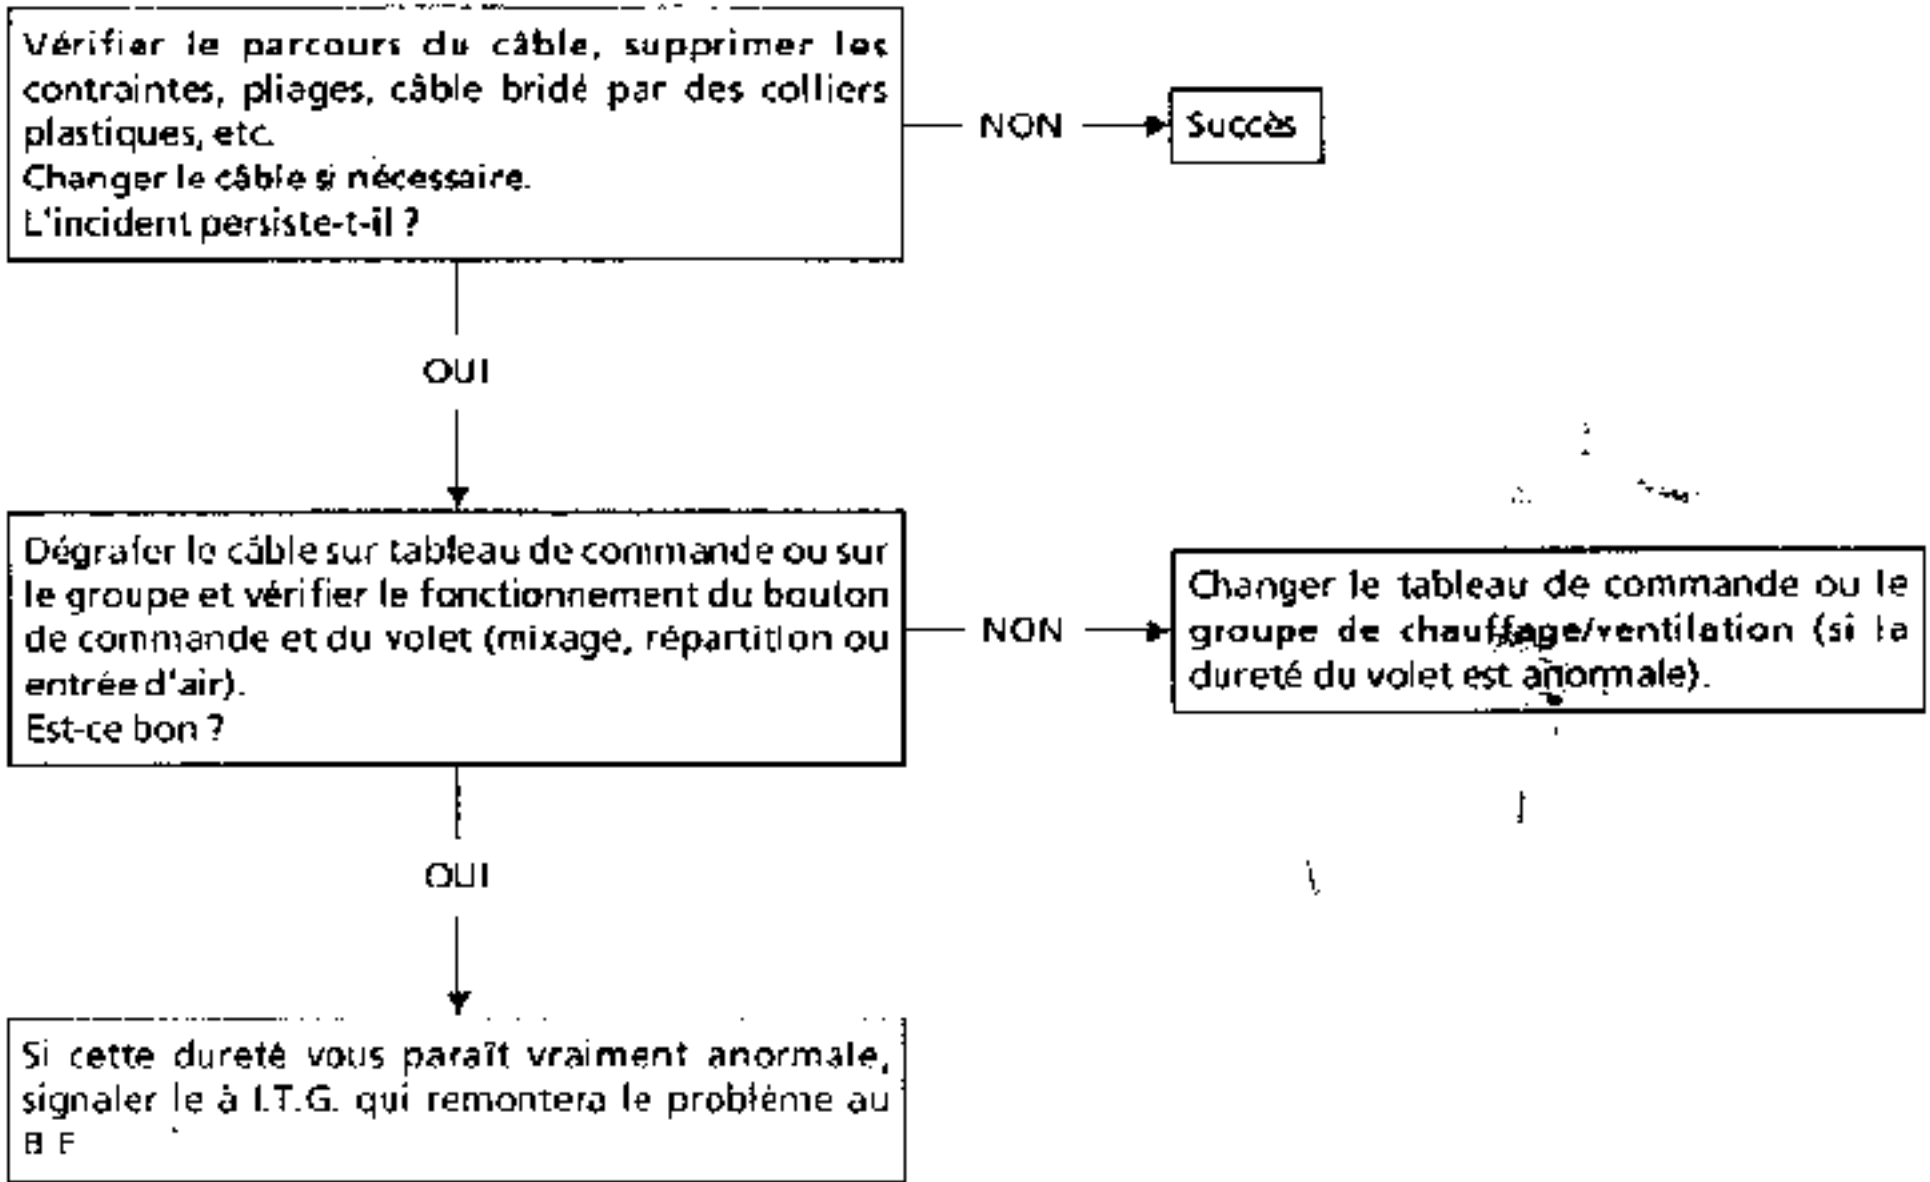 Vérifier le parcours du câble, supprimer les
contraintes, pliages, câble bridé par des colliers
plastiques, etc.
Changer le câble si nécessaire.
L'incident persiste-t-il ?
NON
Succès
OUI
Dégrafer le câble sur tableau de commande ou sur
le groupe et vérifier le fonctionnement du bouton
de commande et du volet (mixage, répartition ou
entrée d'air).
Est-ce bon ?
NON
Changer le tableau de commande ou le
groupe de chauffage/ventilation (si la
dureté du volet est anormale).
OUI
Si cette dureté vous paraît vraiment anormale,
signaler le à I.T.G. qui remontera le problème au